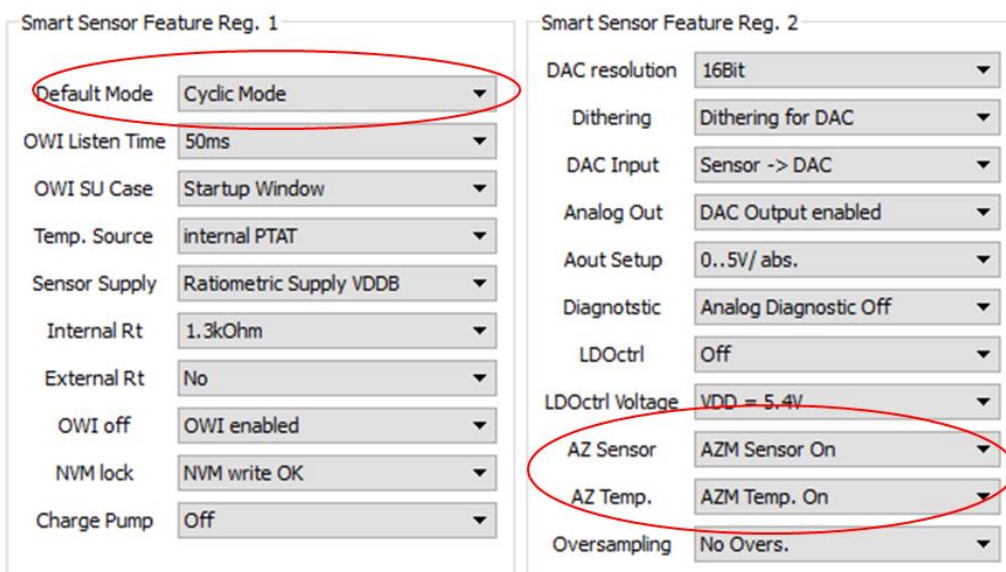 Smart Sensor Feature Reg. 1
Default Mode Cyclic Mode
OWI Listen Time 50ms
OWI SU Case Startup Window
Temp. Source internal PTAT
Sensor Supply Ratiometric Supply VDDB
Internal Rt 1.3kOhm
External Rt No
OWI off OWI enabled
NVM lock NVM write OK
Charge Pump Off
Smart Sensor Feature Reg. 2
DAC resolution 16Bit
Dithering Dithering for DAC
DAC Input Sensor -> DAC
Analog Out DAC Output enabled
Aout Setup 0..5V/ abs.
Diagnotstic Analog Diagnostic Off
LDOctrl Off
LDOctrl Voltage VDD = 5.4V
AZ Sensor AZM Sensor On
AZ Temp. AZM Temp. On
Oversampling No Overs.